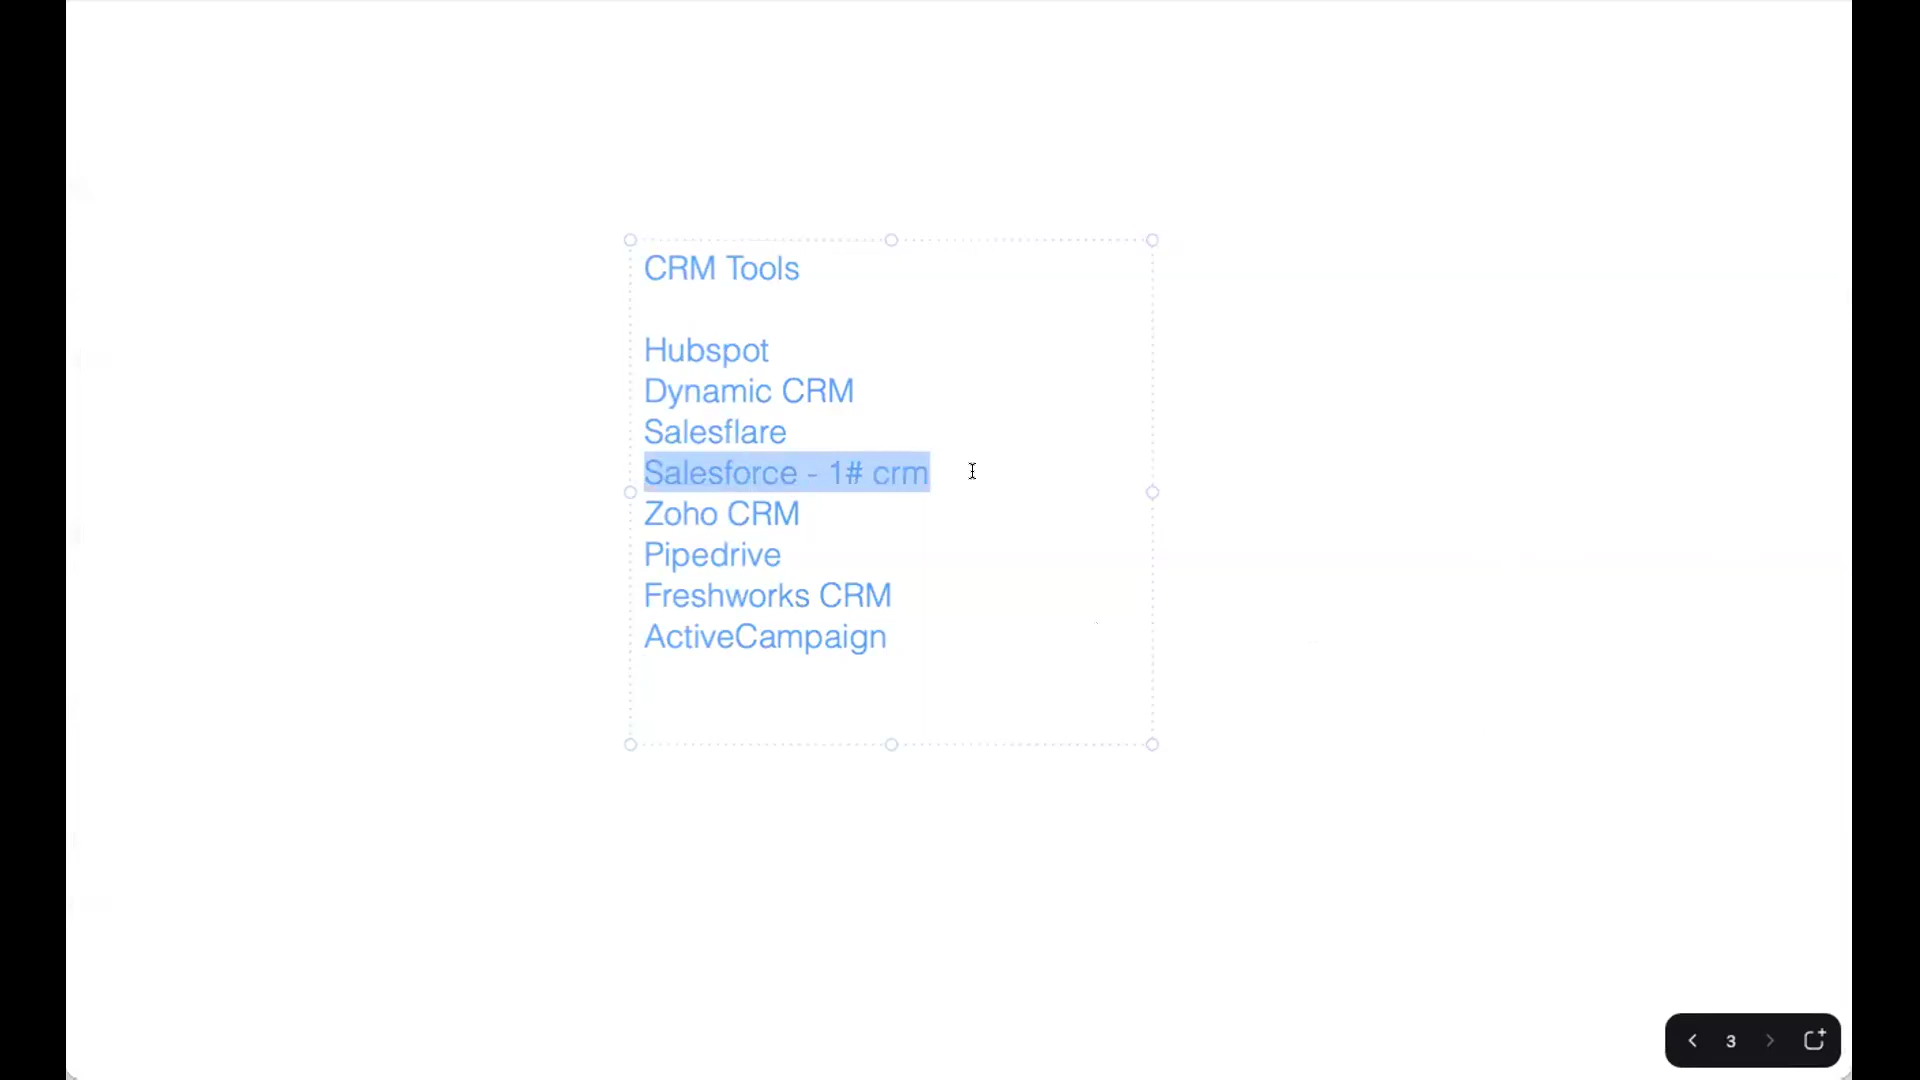 CRM Tools
Hubspot
Dynamic CRM
Salesflare
Salesforce - 1# crm
Zoho CRM
Pipedrive
Freshworks CRM
ActiveCampaign
3